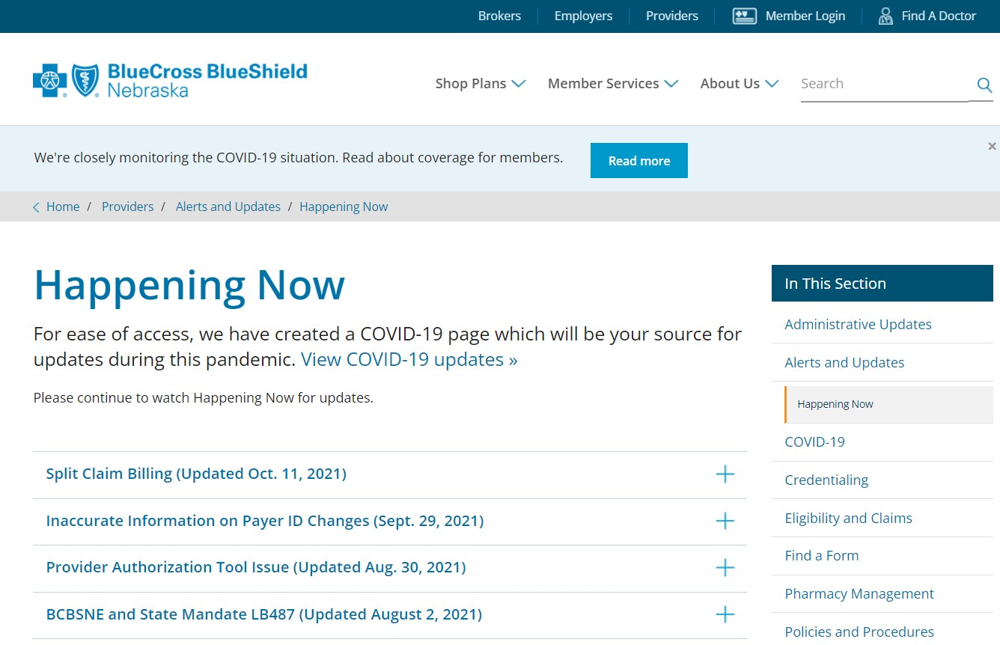 Brokers Employers Providers Member Login Find A Doctor
BlueCross BlueShield
Nebraska
Shop Plans Member Services About Us Search
We're closely monitoring the COVID-19 situation. Read about coverage for members. Read more
×
Home / Providers / Alerts and Updates / Happening Now
Happening Now
For ease of access, we have created a COVID-19 page which will be your source for
updates during this pandemic. View COVID-19 updates »
Please continue to watch Happening Now for updates.
Split Claim Billing (Updated Oct. 11, 2021)
Inaccurate Information on Payer ID Changes (Sept. 29, 2021)
Provider Authorization Tool Issue (Updated Aug. 30, 2021)
BCBSNE and State Mandate LB487 (Updated August 2, 2021)
In This Section
Administrative Updates
Alerts and Updates
Happening Now
COVID-19
Credentialing
Eligibility and Claims
Find a Form
Pharmacy Management
Policies and Procedures